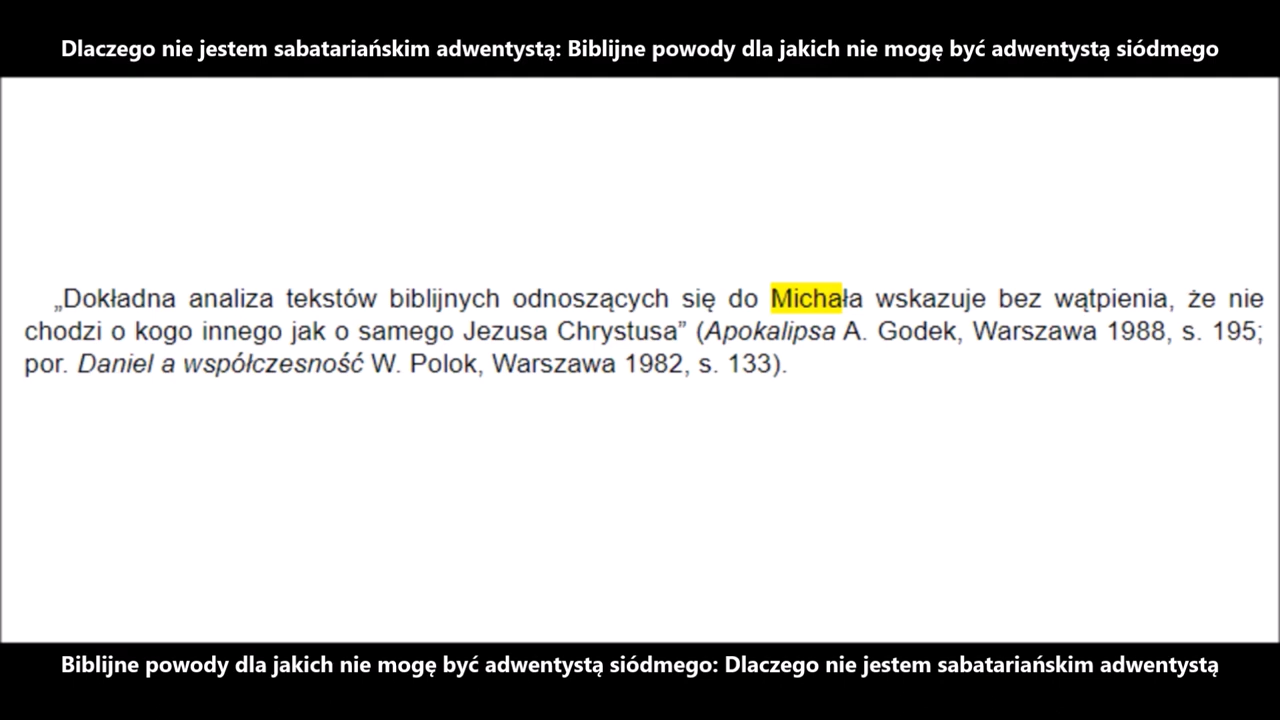 Dlaczego nie jestem sabatariańskim adwentystą: Biblijne powody dla jakich nie mogę być adwentystą siódmego
„Dokładna analiza tekstów biblijnych odnoszących się do Michała wskazuje bez wątpienia, że nie
chodzi o kogo innego jak o samego Jezusa Chrystusa” (Apokalipsa A. Godek, Warszawa 1988, s. 195;
por. Daniel a współczesność W. Polok, Warszawa 1982, s. 133).
Biblijne powody dla jakich nie mogę być adwentystą siódmego: Dlaczego nie jestem sabatariańskim adwentystą